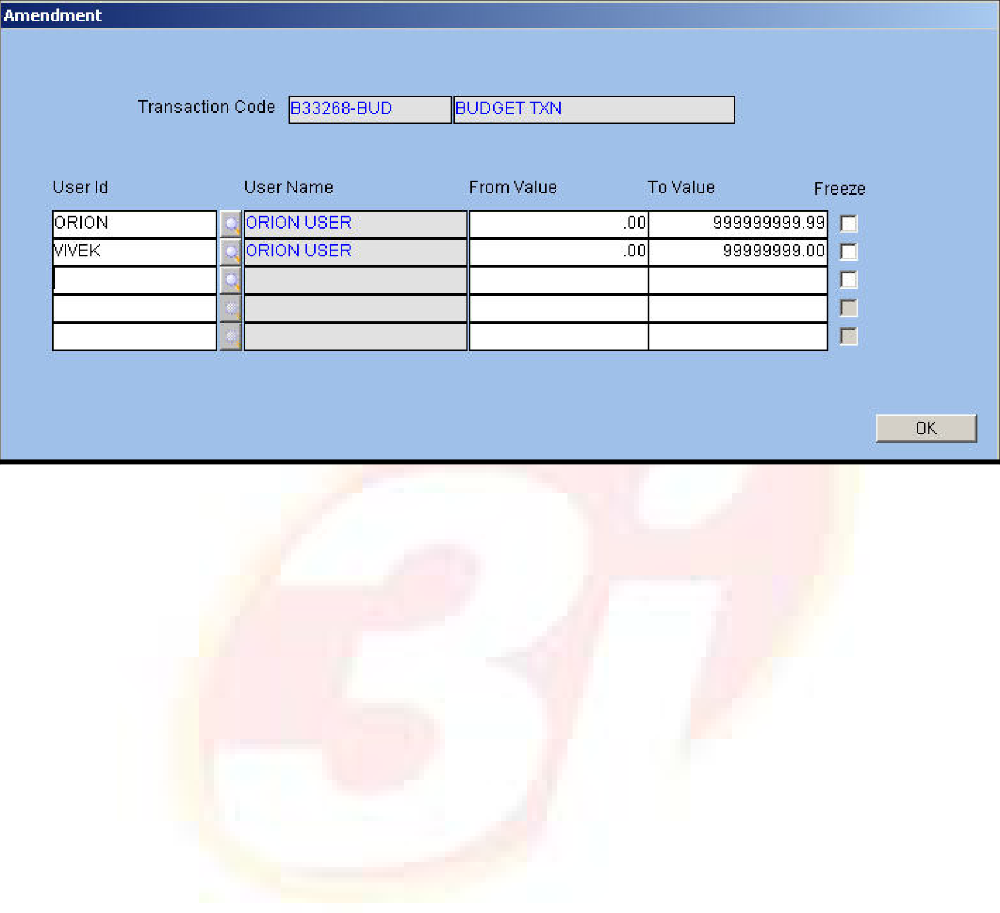 Amendment
Transaction Code B33268-BUD BUDGET TXN
User Id User Name From Value To Value Freeze
ORION ORION USER .00 999999999.99
VIVEK ORION USER .00 99999999.00
OK